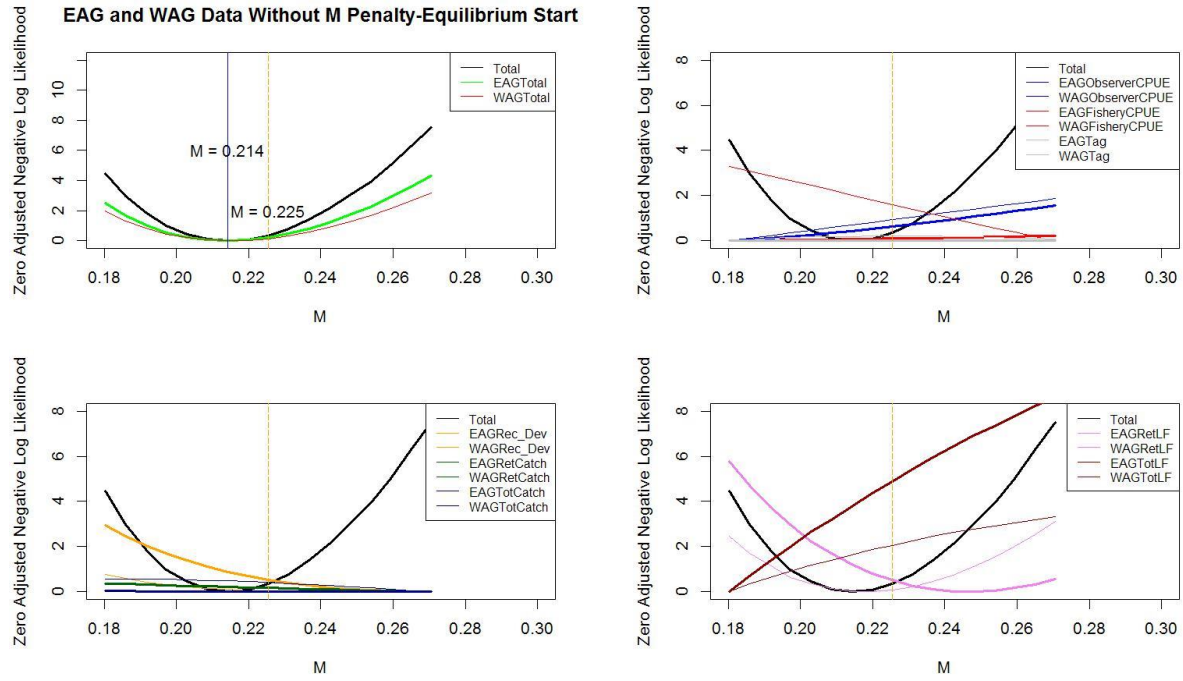 EAG and WAG Data Without M Penalty-Equilibrium Start
Zero Adjusted Negative Log Likelihood
0 2 4 6 8 10
Total
EAGTotal
WAGTotal
M = 0.214
M = 0.225
0.18 0.20 0.22 0.24 0.26 0.28 0.30
M
Zero Adjusted Negative Log Likelihood
0 2 4 6 8
Total
EAGObserverCPUE
WAGObserverCPUE
EAGFisheryCPUE
WAGFisheryCPUE
EAGTag
WAGTag
0.18 0.20 0.22 0.24 0.26 0.28 0.30
M
Zero Adjusted Negative Log Likelihood
0 2 4 6 8
Total
EAGRec_Dev
WAGRec_Dev
EAGRetCatch
WAGRetCatch
EAGTotCatch
WAGTotCatch
0.18 0.20 0.22 0.24 0.26 0.28 0.30
M
Zero Adjusted Negative Log Likelihood
0 2 4 6 8
Total
EAGRetLF
WAGRetLF
EAGTotLF
WAGTotLF
0.18 0.20 0.22 0.24 0.26 0.28 0.30
M